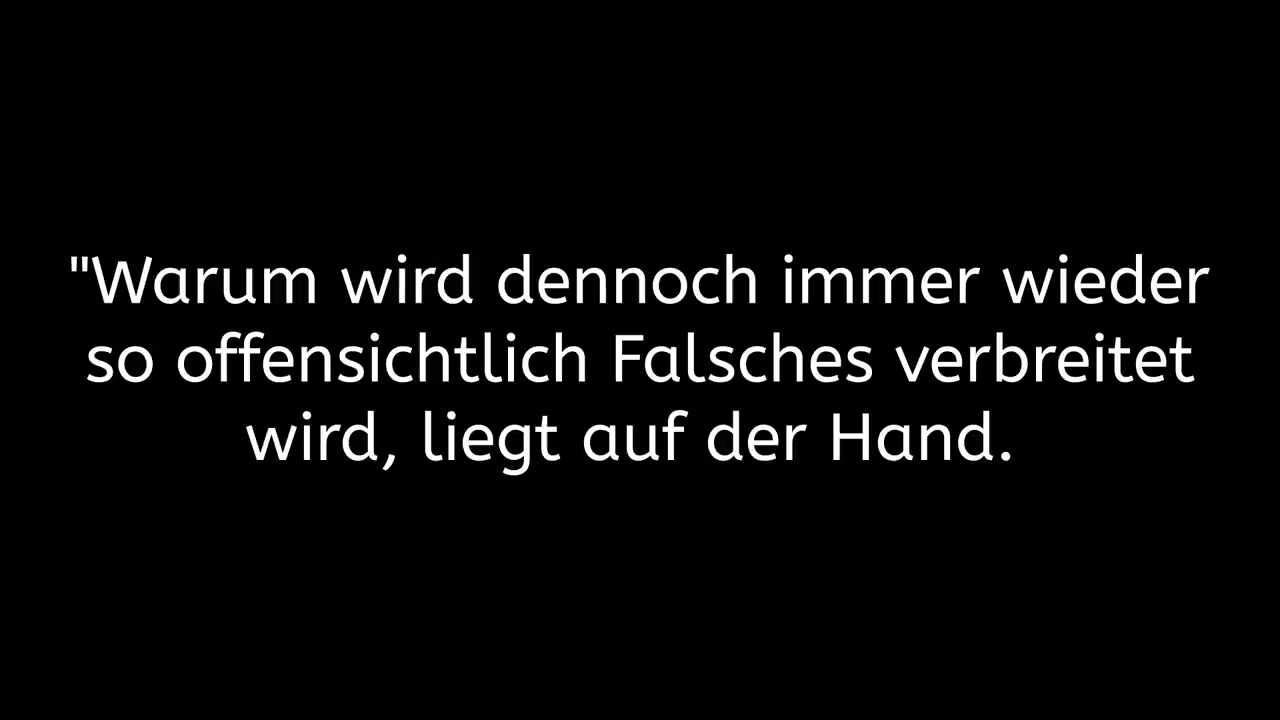 "Warum wird dennoch immer wieder
so offensichtlich Falsches verbreitet
wird, liegt auf der Hand.